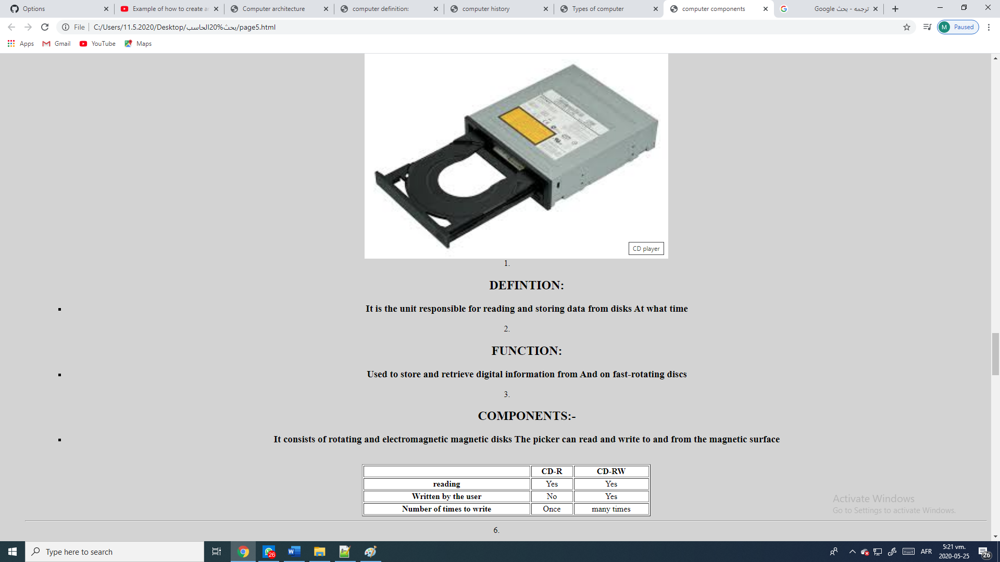 Options
Example of how to create a
Computer architecture
computer definition:
computer history
Types of computer
computer components
ترجمه - بحث Google
File
C:/Users/11.5.2020/Desktop/بحث%20الحاسب/page5.html
M
Paused
Apps
Gmail
YouTube
Maps
CD player
1.
DEFINTION:
It is the unit responsible for reading and storing data from disks At what time
2.
FUNCTION:
Used to store and retrieve digital information from And on fast-rotating discs
3.
COMPONENTS:-
It consists of rotating and electromagnetic magnetic disks The picker can read and write to and from the magnetic surface
CD-R CD-RW
reading Yes Yes
Written by the user No Yes
Number of times to write Once many times
6.
Activate Windows
Go to Settings to activate Windows.
Type here to search
26
AFR
5:21 vm.
2020-05-25
26